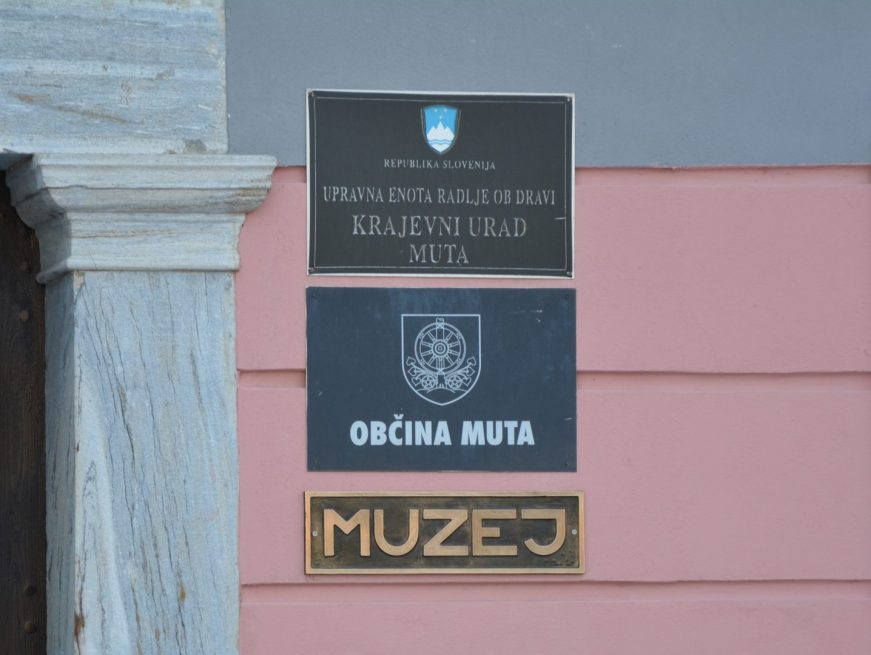 REPUBLIKA SLOVENIJA
UPRAVNA ENOTA RADLJE OB DRAVI
KRAJEVNI URAD
MUTA
OBČINA MUTA
MUZEJ